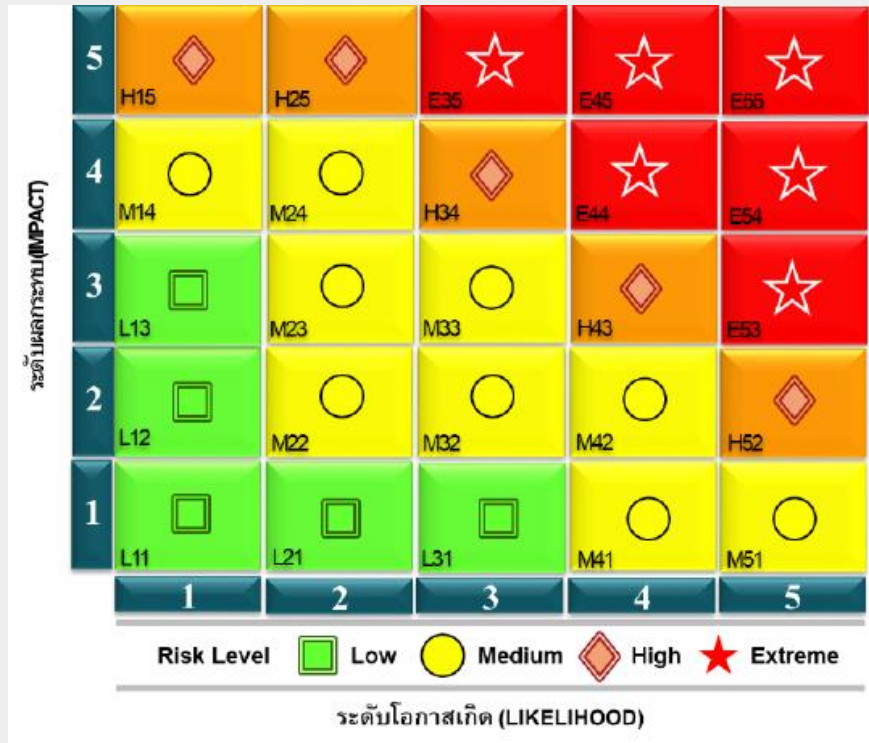 5
H15 H25 E35 E45 E55
4
M14 M24 H34 E44 E54
3
L13 M23 M33 H43 E53
2
L12 M22 M32 M42 H52
1
L11 L21 L31 M41 M51
ระดับผลกระทบ(IMPACT)
1 2 3 4 5
Risk Level Low Medium High Extreme
ระดับโอกาสเกิด (LIKELIHOOD)